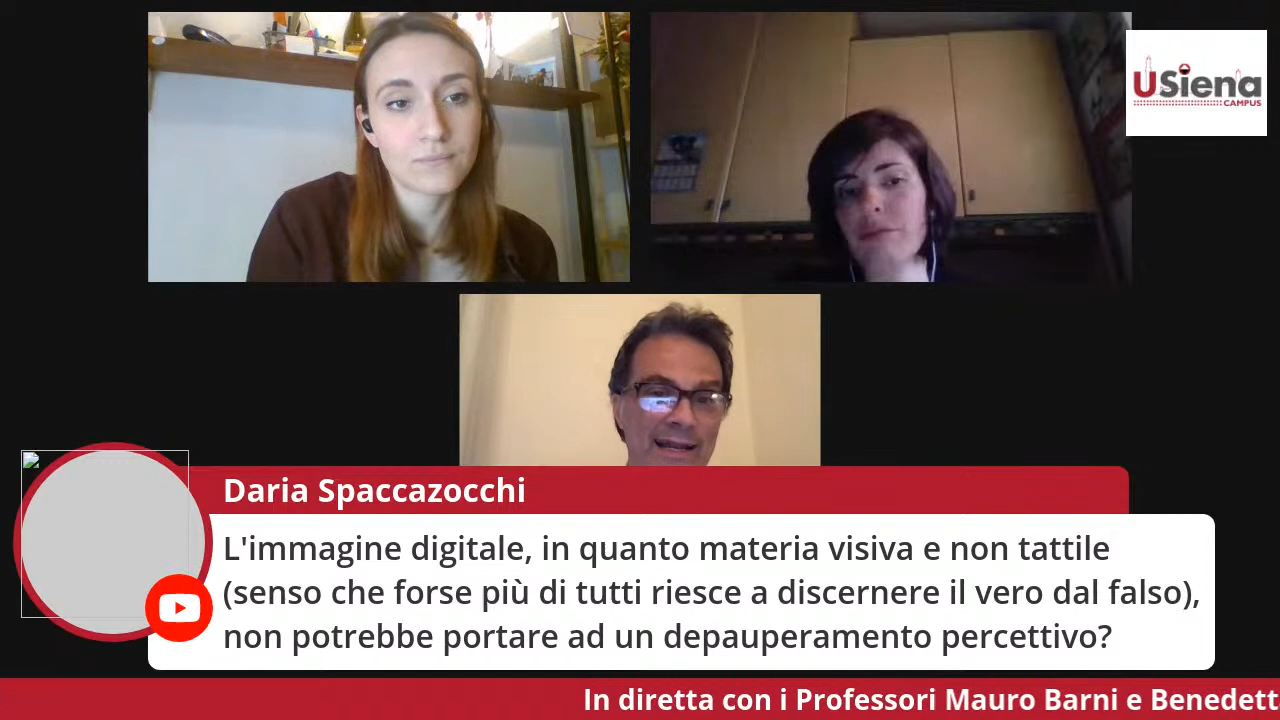 USiena
CAMPUS
Daria Spaccazocchi
L'immagine digitale, in quanto materia visiva e non tattile
(senso che forse più di tutti riesce a discernere il vero dal falso),
non potrebbe portare ad un depauperamento percettivo?
In diretta con i Professori Mauro Barni e Benedett